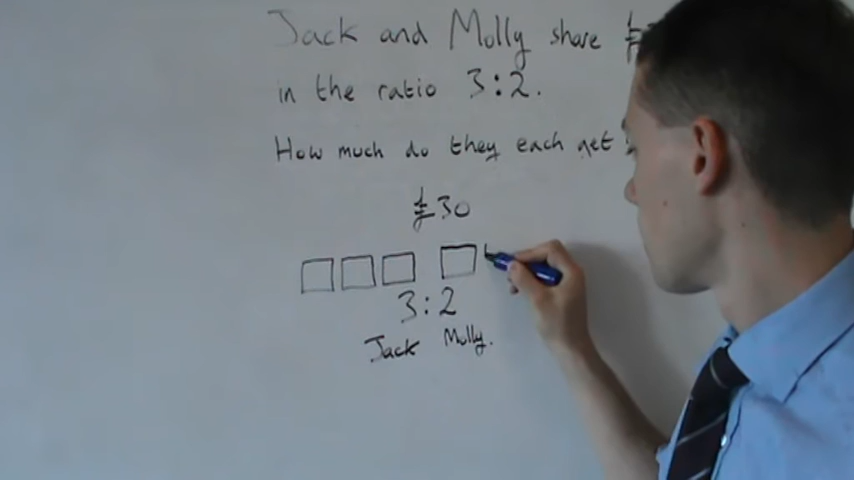 Jack and Molly share £
in the ratio 3:2.
How much do they each get
£30
3:2
Jack Molly.